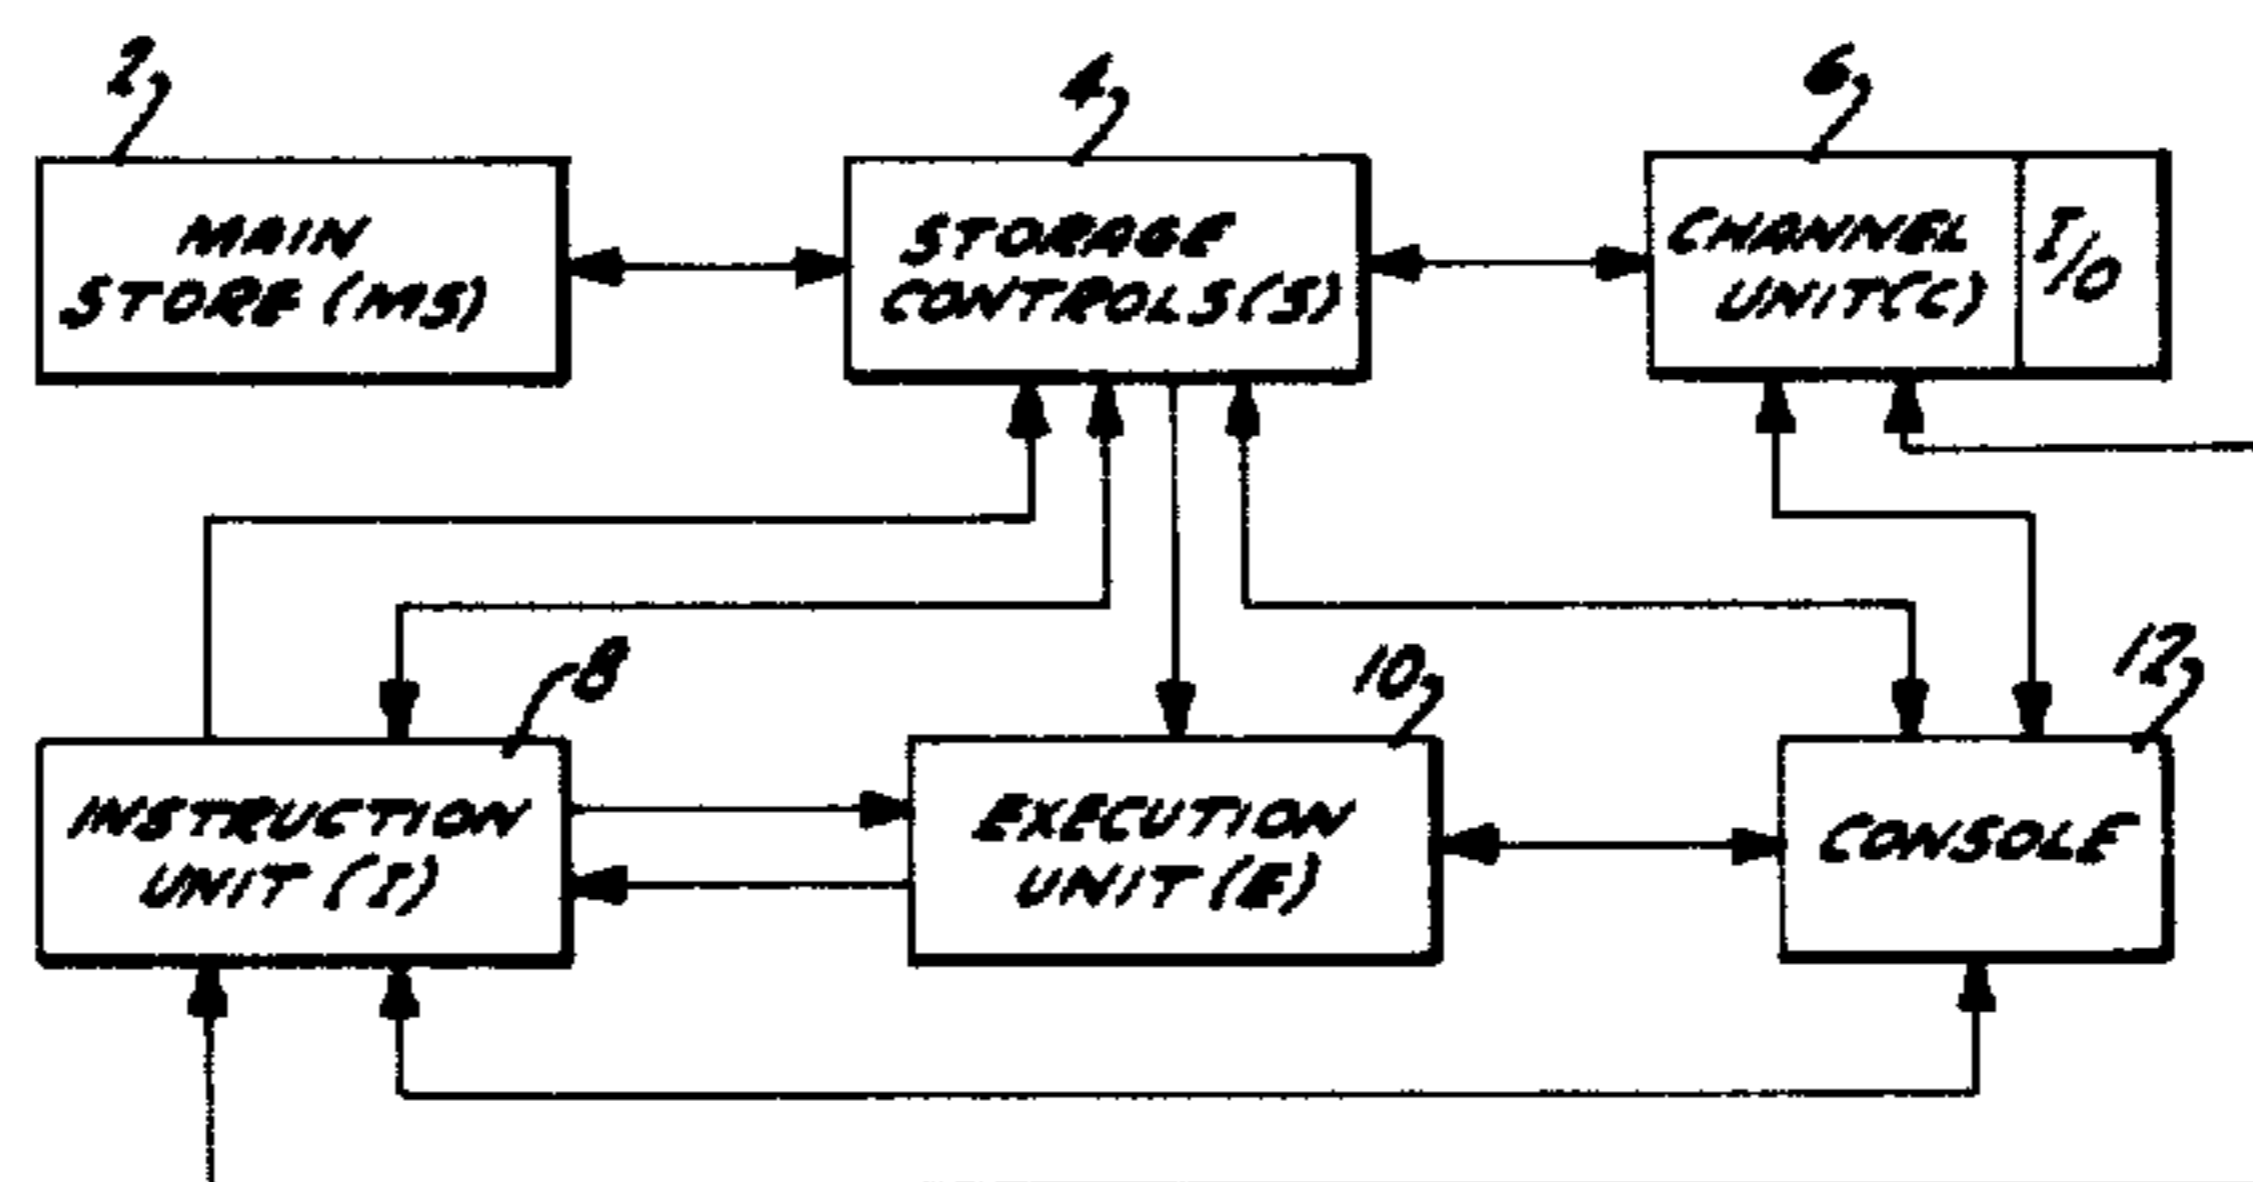 2
4
6
MAIN
STORE (MS)
STORAGE
CONTROLS (S)
CHANNEL
UNIT (C)
I/O
8
10
12
INSTRUCTION
UNIT (I)
EXECUTION
UNIT (E)
CONSOLE